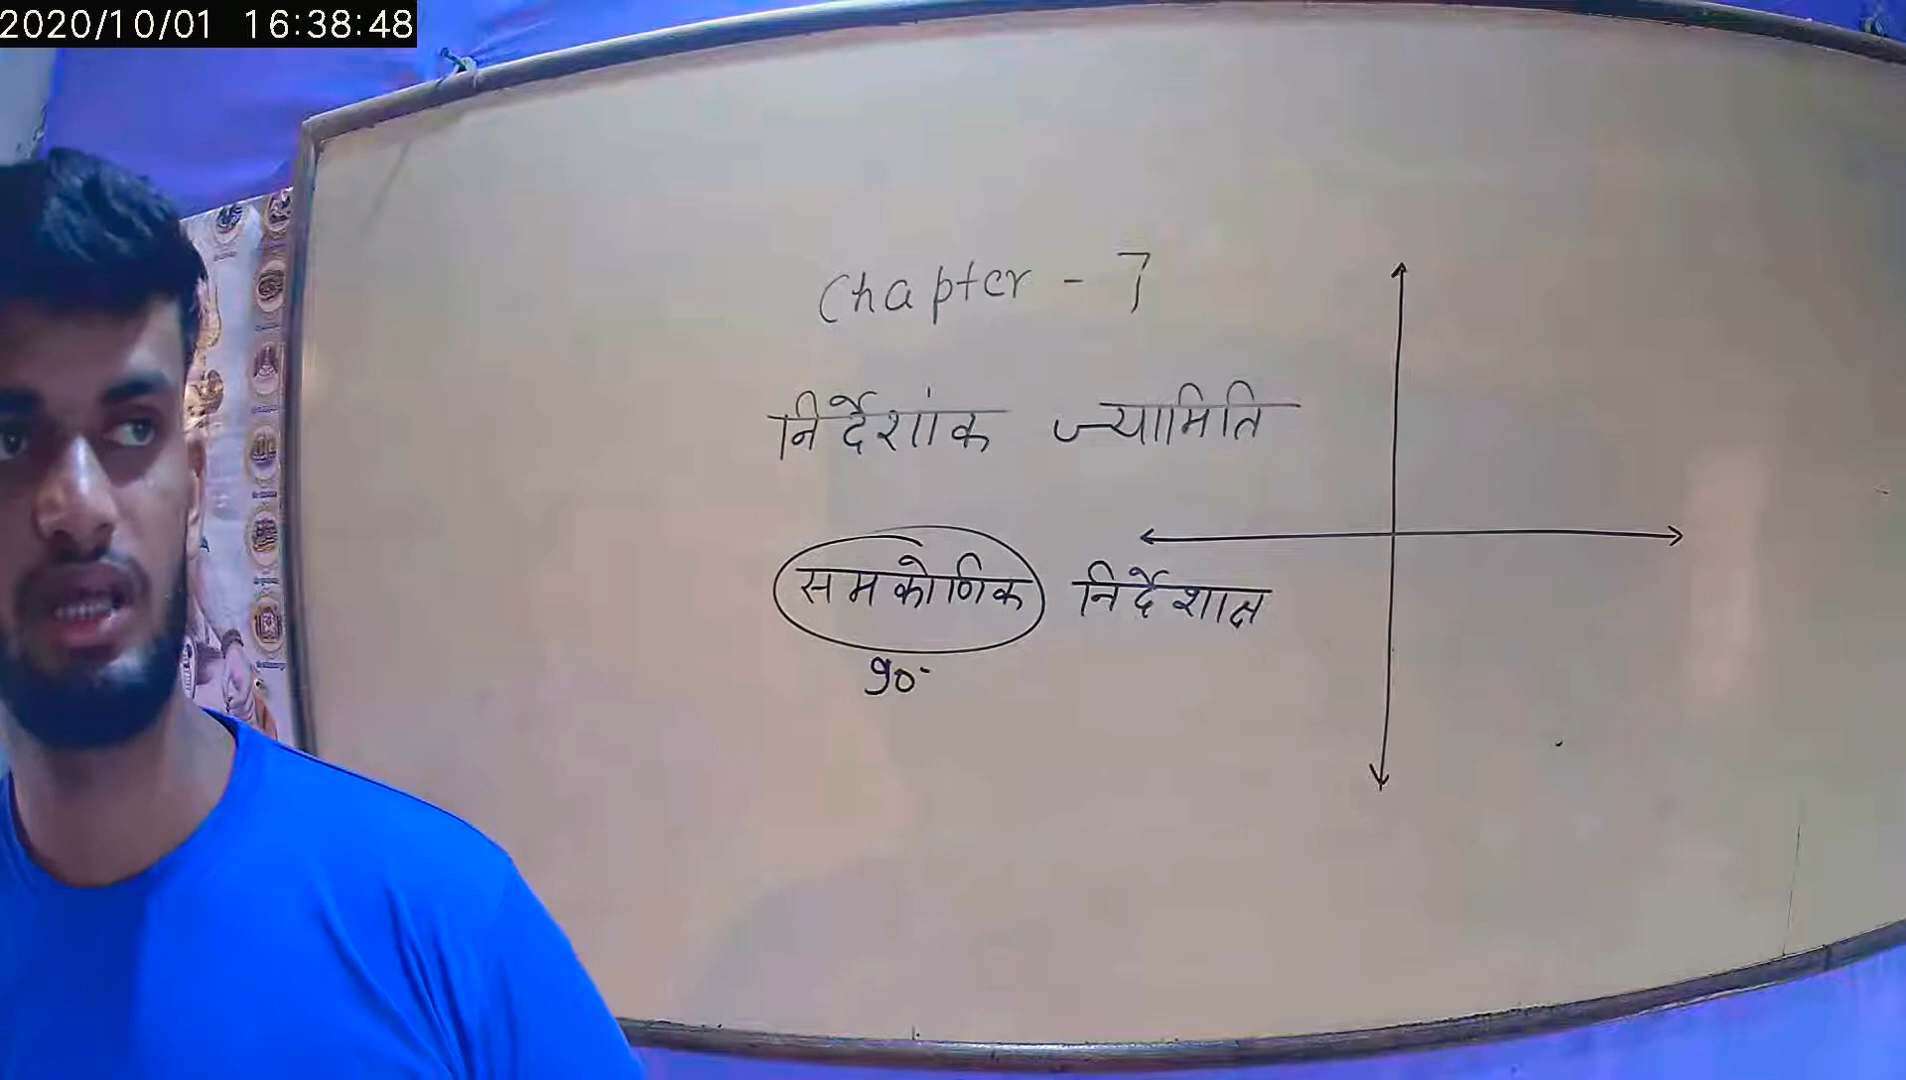 2020/10/01 16:38:48
Chapter - 7
निर्देशांक ज्यामिति
समकोणिक निर्देशाक्ष
90°